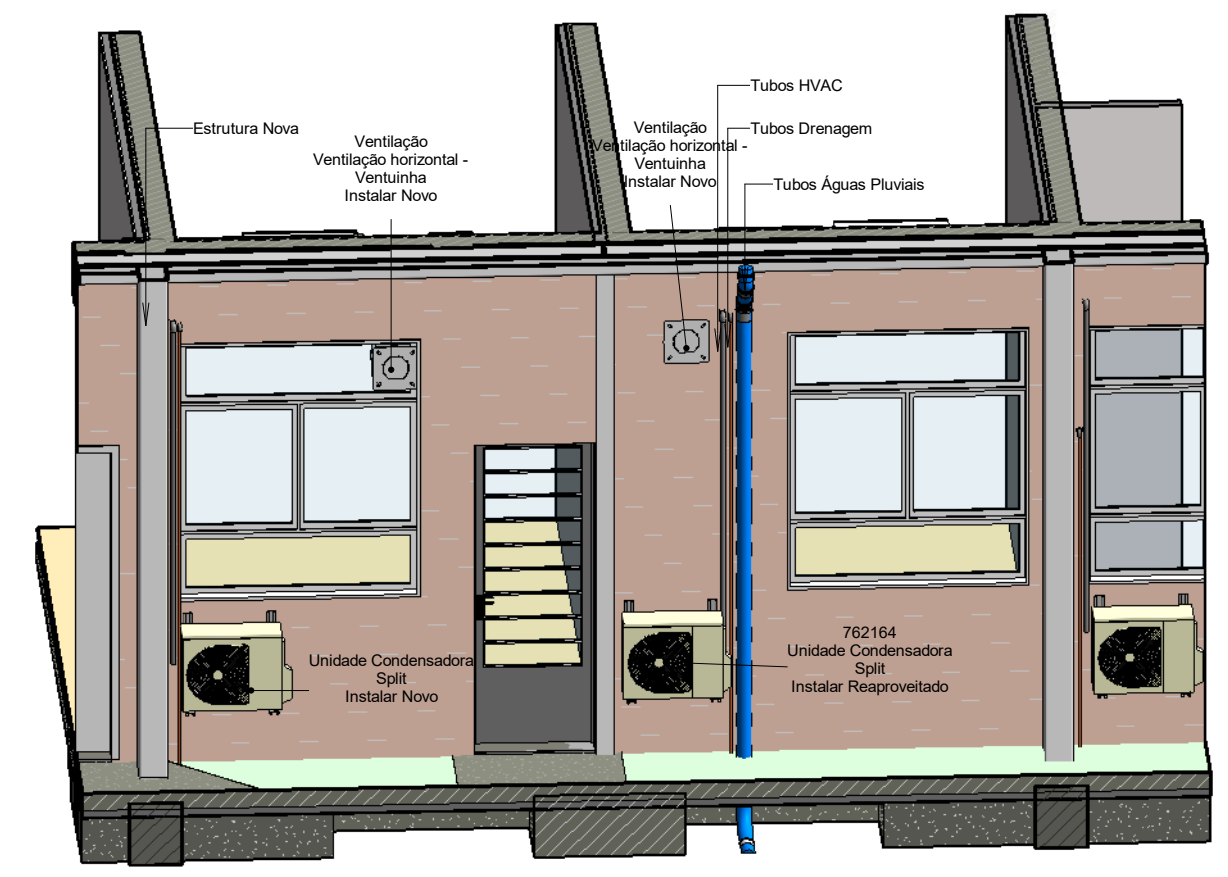 Tubos HVAC
Estrutura Nova
Ventilação
Ventilação horizontal -
Ventuinha
Instalar Novo
Ventilação
Ventilação horizontal -
Ventuinha
Instalar Novo
Tubos Drenagem
Tubos Águas Pluviais
Unidade Condensadora
Split
Instalar Novo
762164
Unidade Condensadora
Split
Instalar Reaproveitado